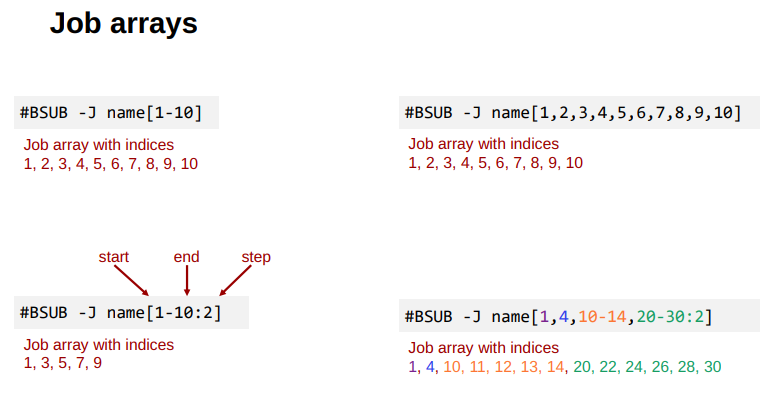 Job arrays
#BSUB -J name[1-10]
Job array with indices
1, 2, 3, 4, 5, 6, 7, 8, 9, 10
#BSUB -J name[1,2,3,4,5,6,7,8,9,10]
Job array with indices
1, 2, 3, 4, 5, 6, 7, 8, 9, 10
start end step
#BSUB -J name[1-10:2]
Job array with indices
1, 3, 5, 7, 9
#BSUB -J name[1,4,10-14,20-30:2]
Job array with indices
1, 4, 10, 11, 12, 13, 14, 20, 22, 24, 26, 28, 30